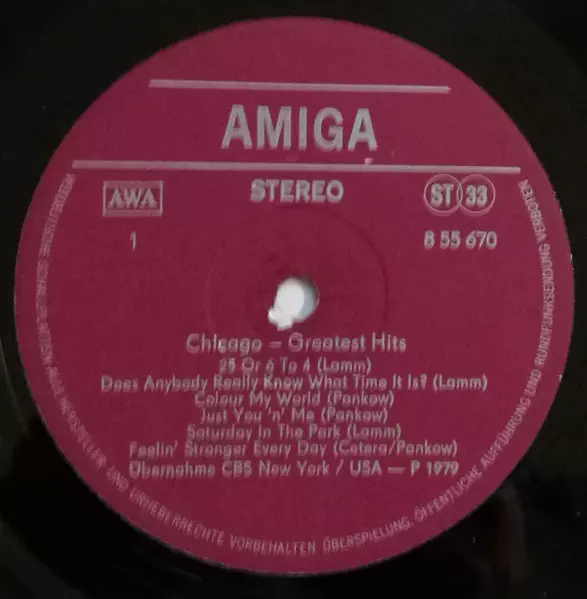 AMIGA
AWA
STEREO
ST 33
1
8 55 670
Chicago – Greatest Hits
25 Or 6 To 4 (Lamm)
Does Anybody Really Know What Time It Is? (Lamm)
Colour My World (Pankow)
Just You 'n' Me (Pankow)
Saturday In The Park (Lamm)
Feelin' Stronger Every Day (Cetera/Pankow)
Übernahme CBS New York / USA — P 1979
SCHALLPLATTEN · ALLE HERSTELLER- UND URHEBERRECHTE VORBEHALTEN ÜBERSPIELUNG, ÖFFENTLICHE AUFFÜHRUNG UND RUNDFUNKSENDUNG VERBOTEN